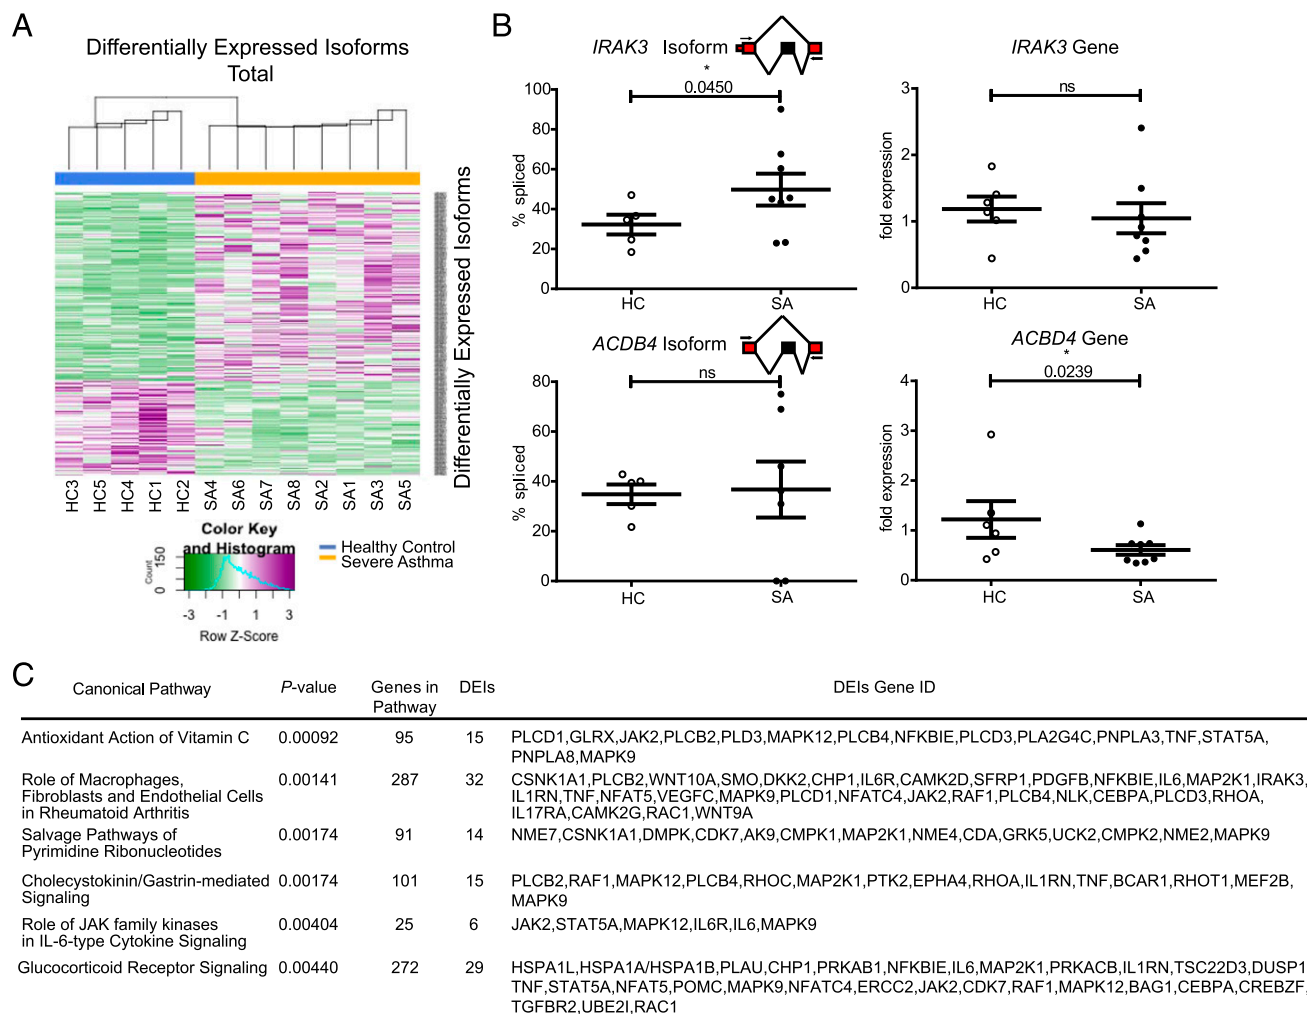 A
Differentially Expressed Isoforms
Total
Differentially Expressed Isoforms
HC3
HC5
HC4
HC1
HC2
SA4
SA6
SA7
SA8
SA2
SA1
SA3
SA5
Color Key
and Histogram
Count
0
150
-3 -1 1 3
Row Z-Score
Healthy Control
Severe Asthma
B
IRAK3 Isoform
*
0.0450
% spliced
100
80
60
40
20
0
HC SA
IRAK3 Gene
ns
fold expression
3
2
1
0
HC SA
ACDB4 Isoform
ns
% spliced
80
60
40
20
0
HC SA
ACBD4 Gene
*
0.0239
fold expression
4
3
2
1
0
HC SA
C
Canonical Pathway P-value Genes in DEIs DEIs Gene ID
Pathway
Antioxidant Action of Vitamin C 0.00092 95 15 PLCD1,GLRX,JAK2,PLCB2,PLD3,MAPK12,PLCB4,NFKBIE,PLCD3,PLA2G4C,PNPLA3,TNF,STAT5A,
PNPLA8,MAPK9
Role of Macrophages, 0.00141 287 32 CSNK1A1,PLCB2,WNT10A,SMO,DKK2,CHP1,IL6R,CAMK2D,SFRP1,PDGFB,NFKBIE,IL6,MAP2K1,IRAK3,
Fibroblasts and Endothelial Cells IL1RN,TNF,NFAT5,VEGFC,MAPK9,PLCD1,NFATC4,JAK2,RAF1,PLCB4,NLK,CEBPA,PLCD3,RHOA,
in Rheumatoid Arthritis IL17RA,CAMK2G,RAC1,WNT9A
Salvage Pathways of 0.00174 91 14 NME7,CSNK1A1,DMPK,CDK7,AK9,CMPK1,MAP2K1,NME4,CDA,GRK5,UCK2,CMPK2,NME2,MAPK9
Pyrimidine Ribonucleotides
Cholecystokinin/Gastrin-mediated 0.00174 101 15 PLCB2,RAF1,MAPK12,PLCB4,RHOC,MAP2K1,PTK2,EPHA4,RHOA,IL1RN,TNF,BCAR1,RHOT1,MEF2B,
Signaling MAPK9
Role of JAK family kinases 0.00404 25 6 JAK2,STAT5A,MAPK12,IL6R,IL6,MAPK9
in IL-6-type Cytokine Signaling
Glucocorticoid Receptor Signaling 0.00440 272 29 HSPA1L,HSPA1A/HSPA1B,PLAU,CHP1,PRKAB1,NFKBIE,IL6,MAP2K1,PRKACB,IL1RN,TSC22D3,DUSP1
TNF,STAT5A,NFAT5,POMC,MAPK9,NFATC4,ERCC2,JAK2,CDK7,RAF1,MAPK12,BAG1,CEBPA,CREBZF,
TGFBR2,UBE2I,RAC1